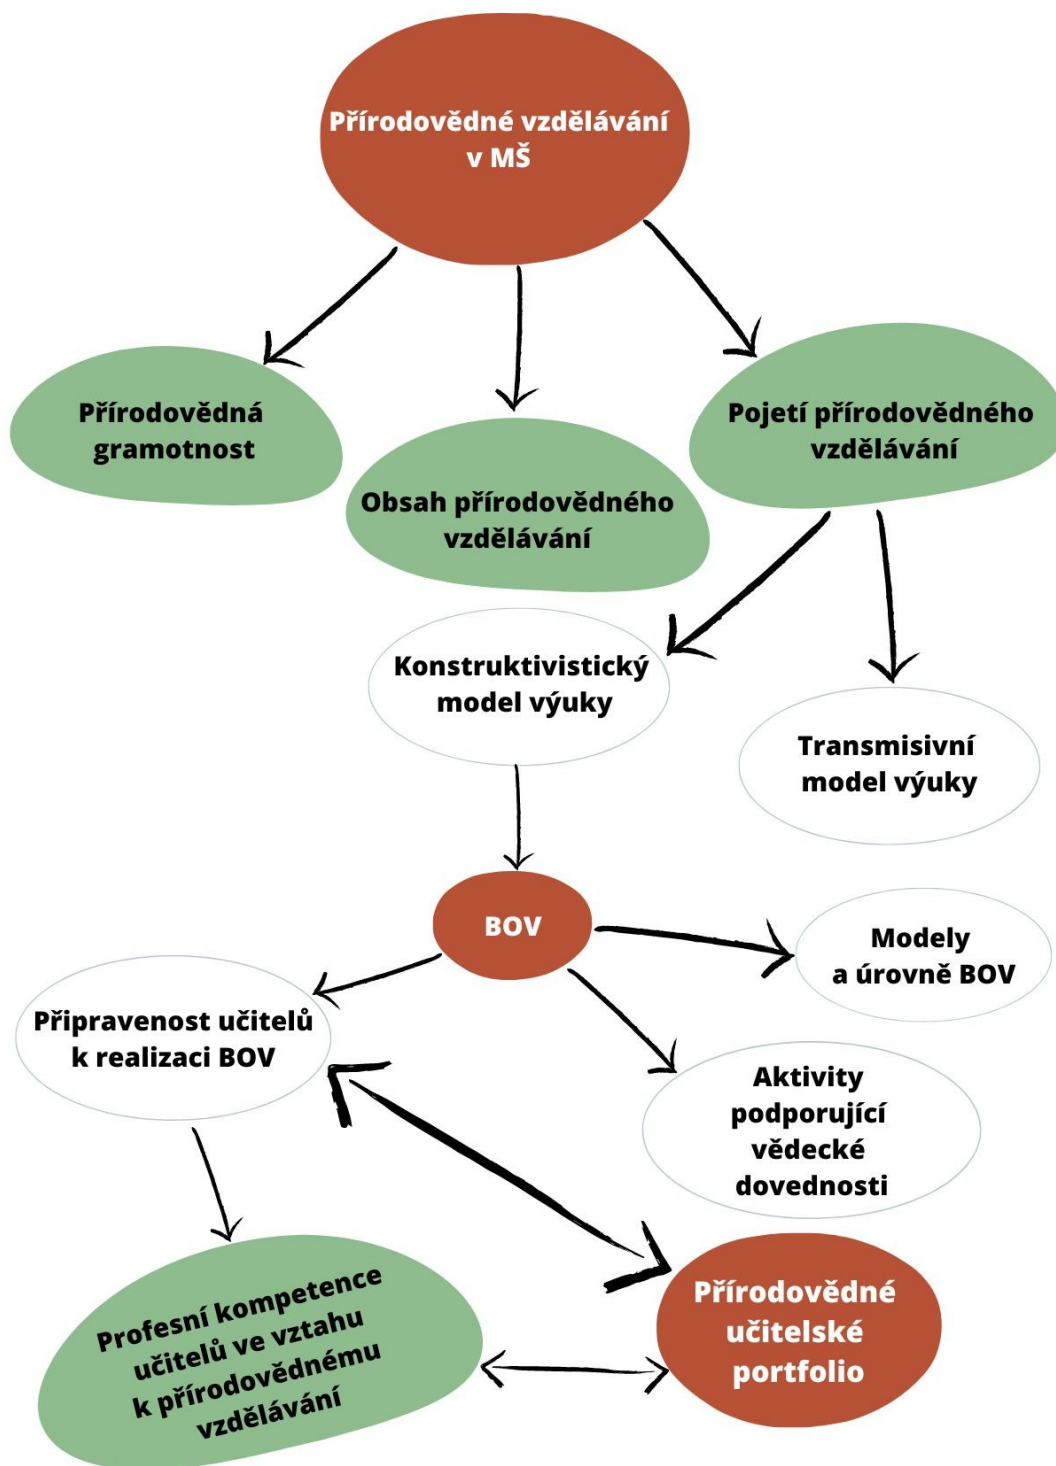 Přírodovědné vzdělávání
v MŠ
Přírodovědná
gramotnost
Obsah přírodovědného
vzdělávání
Pojetí přírodovědného
vzdělávání
Konstruktivistický
model výuky
Transmisivní
model výuky
BOV
Modely
a úrovně BOV
Připravenost učitelů
k realizaci BOV
Aktivity
podporující
vědecké
dovednosti
Profesní kompetence
učitelů ve vztahu
k přírodovědnému
vzdělávání
Přírodovědné
učitelské
portfolio